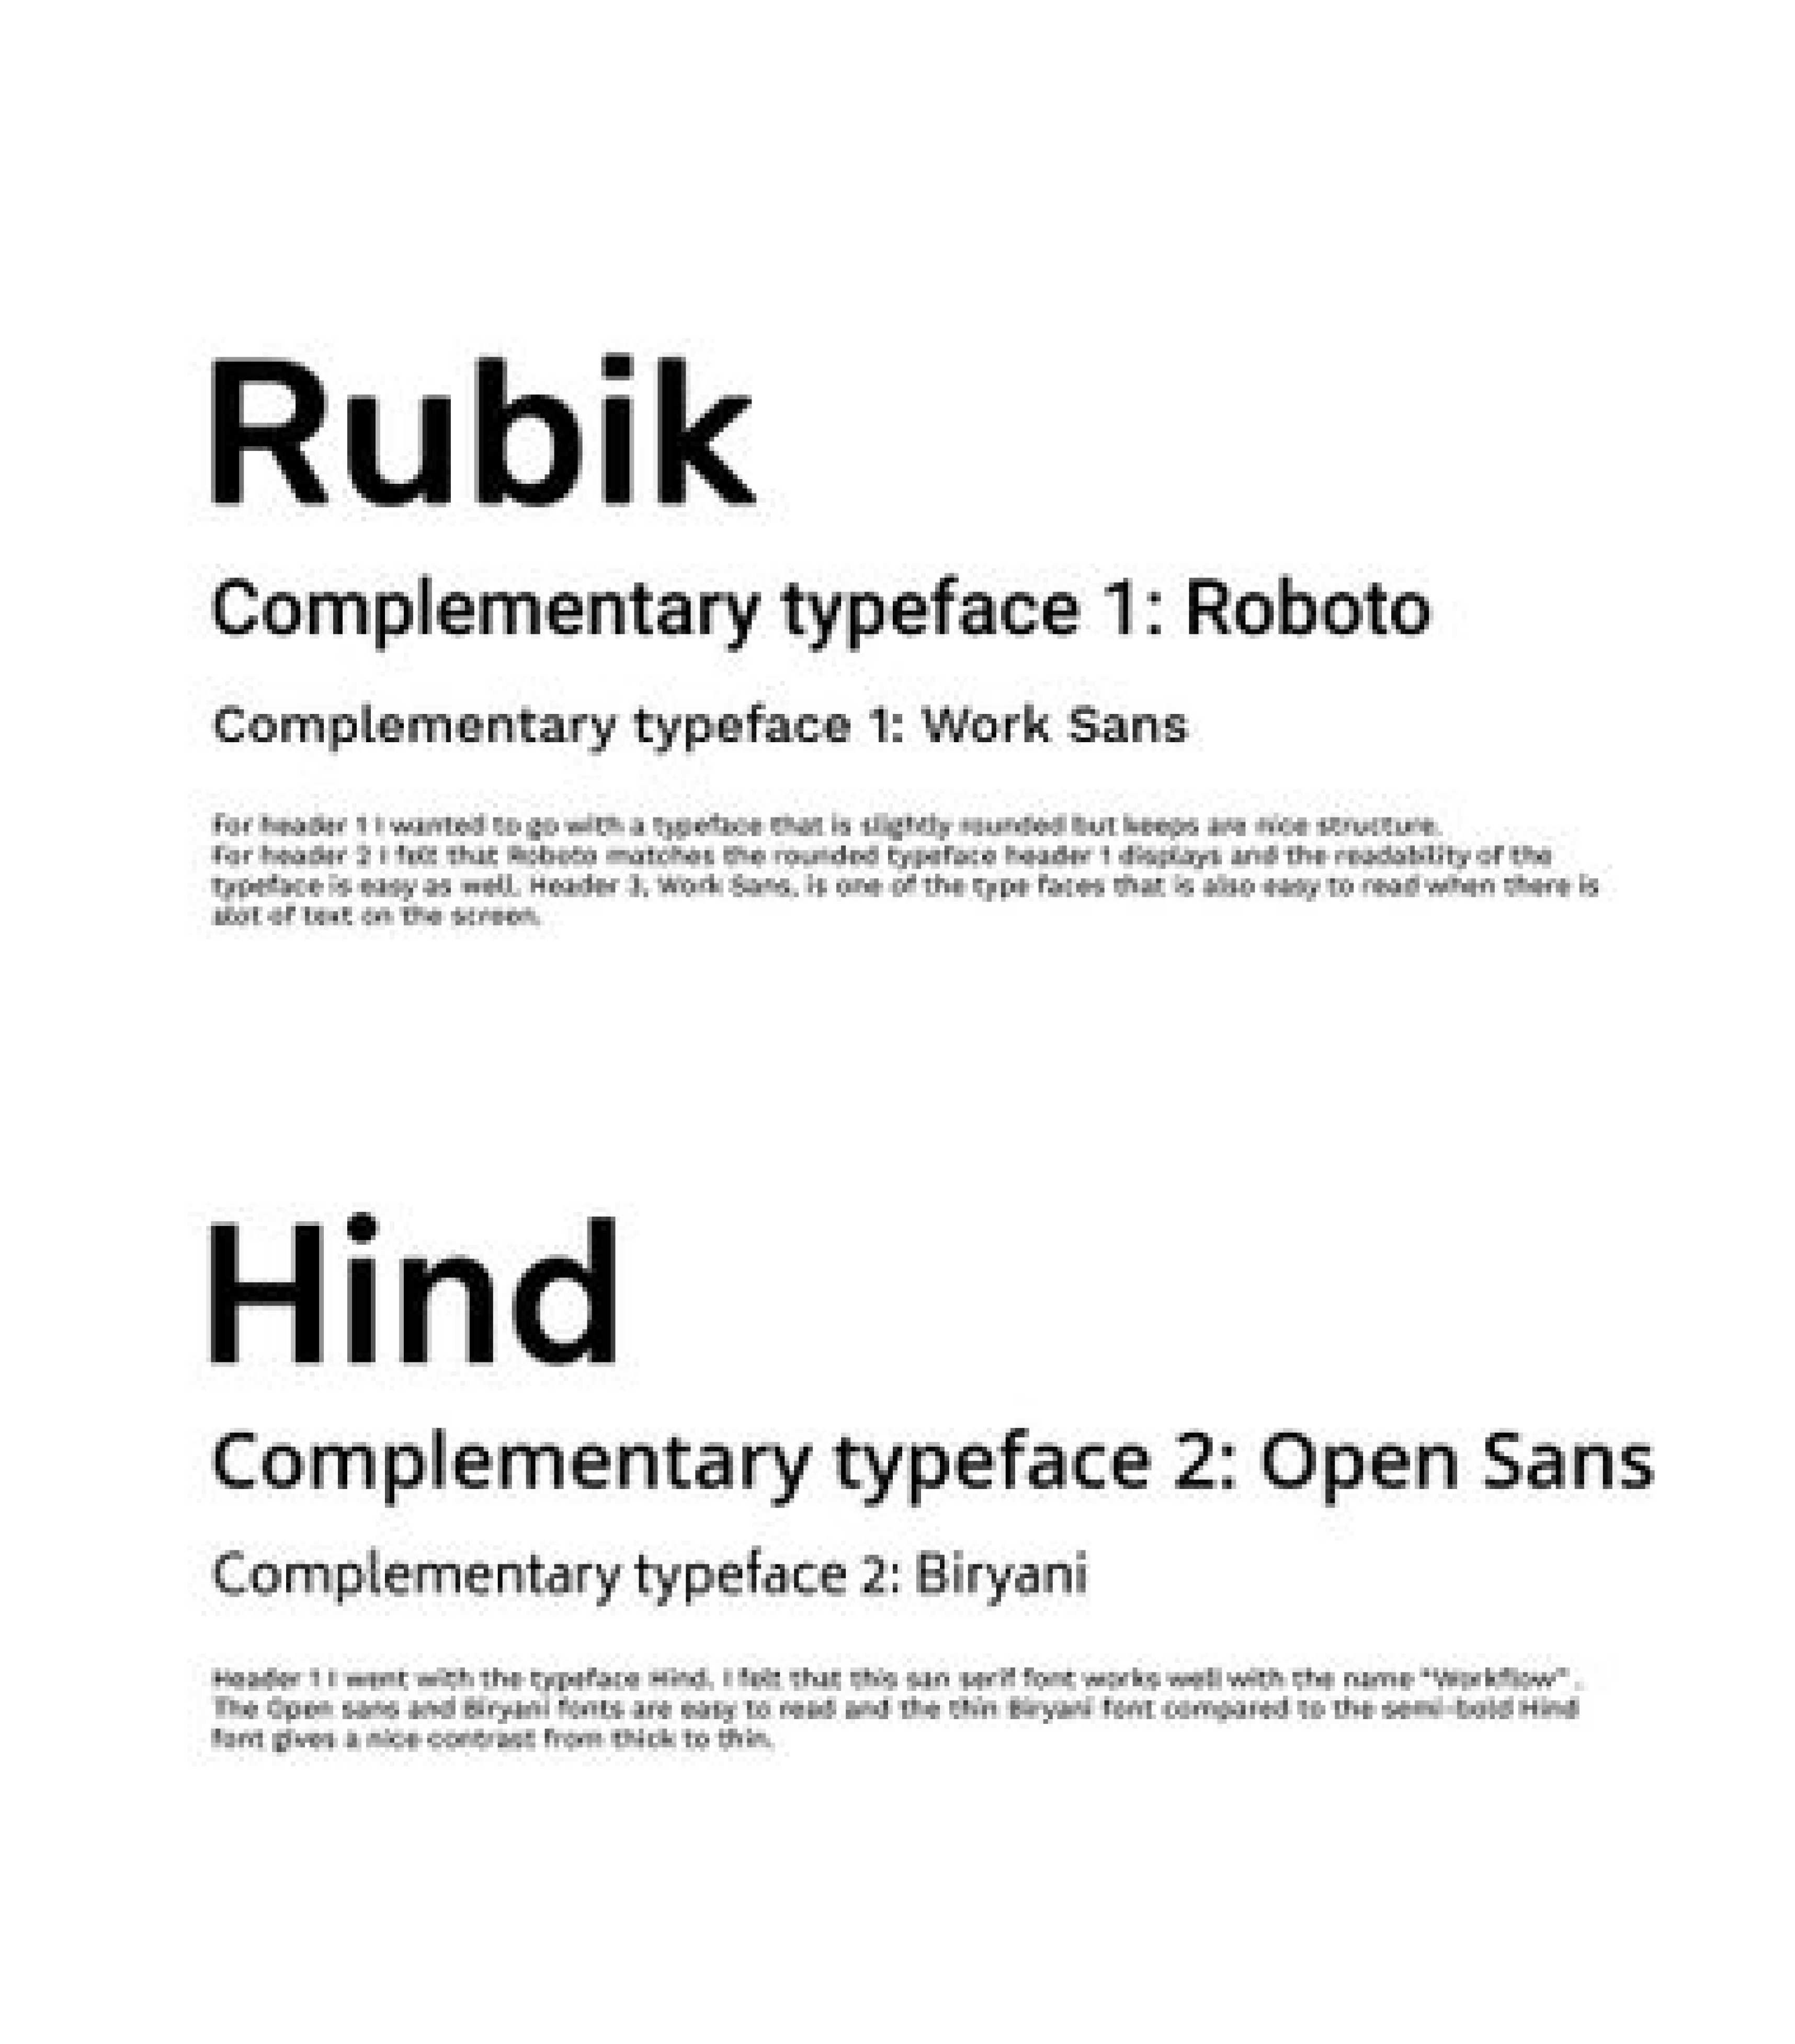 Rubik
Complementary typeface 1: Roboto
Complementary typeface 1: Work Sans
For header 1 I wanted to go with a typeface that is slightly rounded but keeps are nice structure.
For header 2 I felt that Roboto matches the rounded typeface header 1 displays and the readability of the
typeface is easy as well. Header 3, Work Sans, is one of the type faces that is also easy to read when there is
alot of text on the screen.
Hind
Complementary typeface 2: Open Sans
Complementary typeface 2: Biryani
Header 1 I went with the typeface Hind. I felt that this san serif font works well with the name "Workflow" .
The Open sans and Biryani fonts are easy to read and the thin Biryani font compared to the semi-bold Hind
font gives a nice contrast from thick to thin.